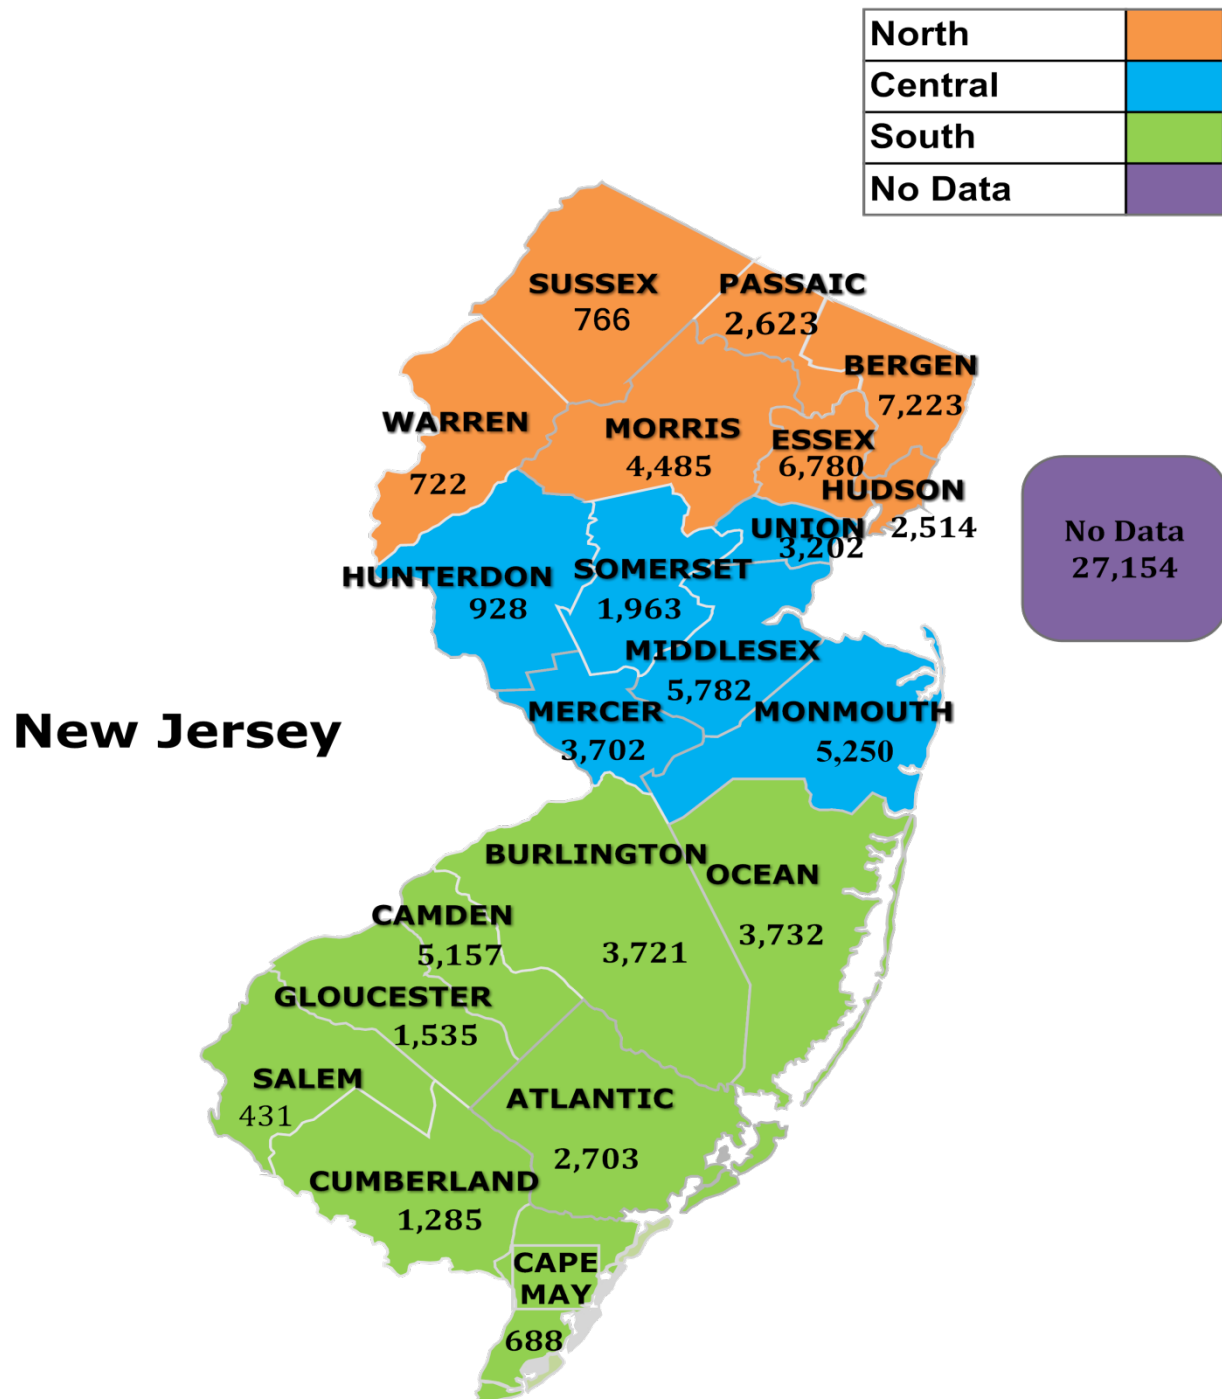 North
Central
South
No Data
SUSSEX
766
PASSAIC
2,623
BERGEN
7,223
WARREN
722
MORRIS
4,485
ESSEX
6,780
HUDSON
2,514
UNION
3,202
No Data
27,154
HUNTERDON
928
SOMERSET
1,963
MIDDLESEX
5,782
MERCER
3,702
MONMOUTH
5,250
New Jersey
BURLINGTON
3,721
OCEAN
3,732
CAMDEN
5,157
GLOUCESTER
1,535
SALEM
431
ATLANTIC
2,703
CUMBERLAND
1,285
CAPE
MAY
688